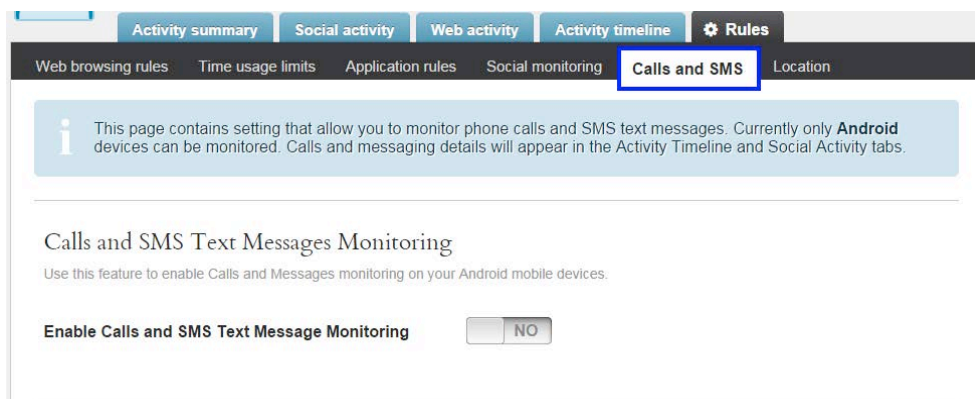 Activity summary Social activity Web activity Activity timeline Rules
Web browsing rules Time usage limits Application rules Social monitoring Calls and SMS Location
This page contains setting that allow you to monitor phone calls and SMS text messages. Currently only Android
devices can be monitored. Calls and messaging details will appear in the Activity Timeline and Social Activity tabs.
Calls and SMS Text Messages Monitoring
Use this feature to enable Calls and Messages monitoring on your Android mobile devices.
Enable Calls and SMS Text Message Monitoring NO